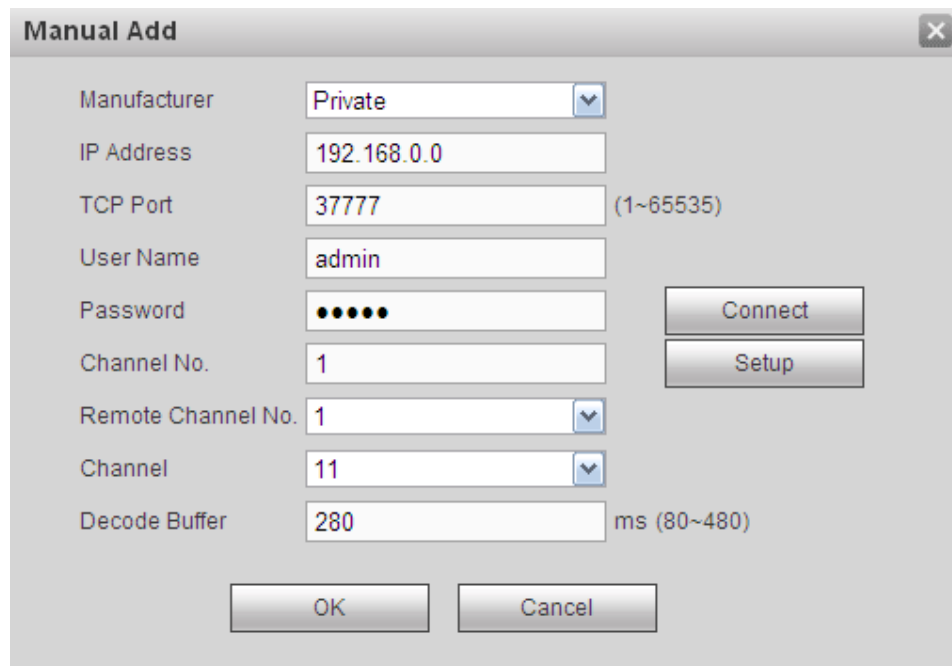 Manual Add
Manufacturer Private
IP Address 192.168.0.0
TCP Port 37777 (1~65535)
User Name admin
Password ●●●●● Connect
Channel No. 1 Setup
Remote Channel No. 1
Channel 11
Decode Buffer 280 ms (80~480)
OK Cancel